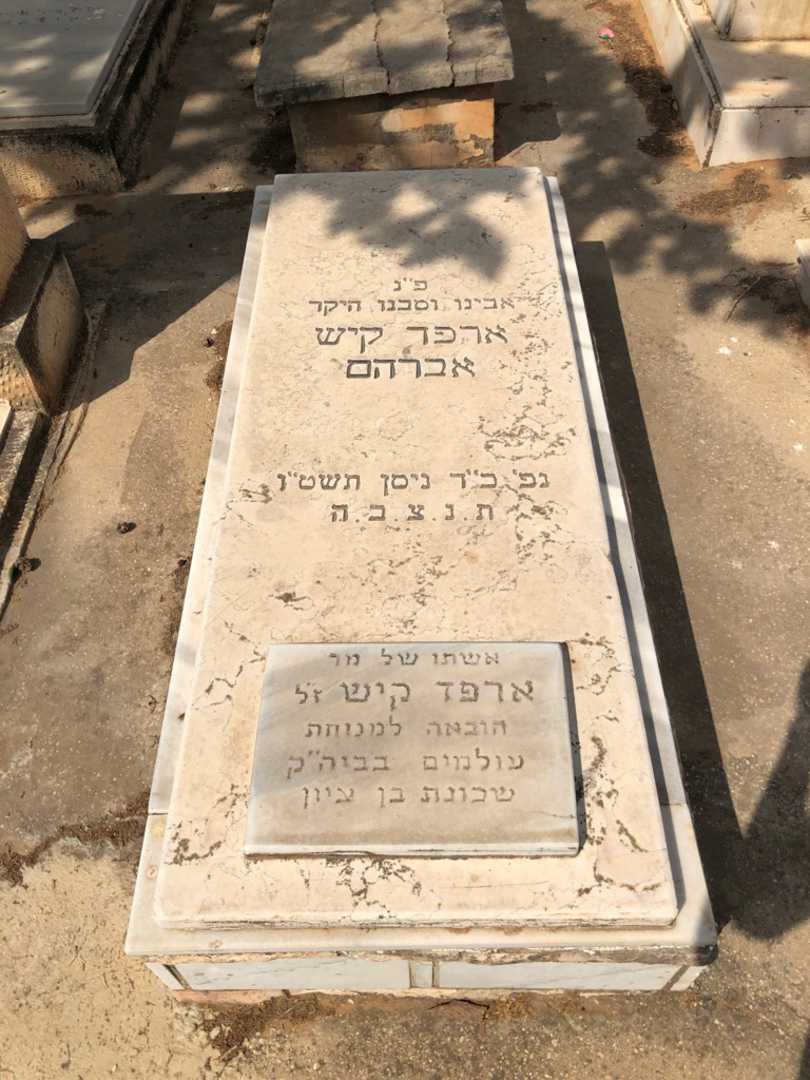 פ"נ
אבינו וסבנו היקר
ארפד קיש
אברהם
נפ' כ"ד ניסן תשט"ו
ת.נ.צ.ב.ה
אשתו של מר
ארפד קיש ז"ל
הובאה למנוחת
עולמים בביה"ק
שכונת בן ציון